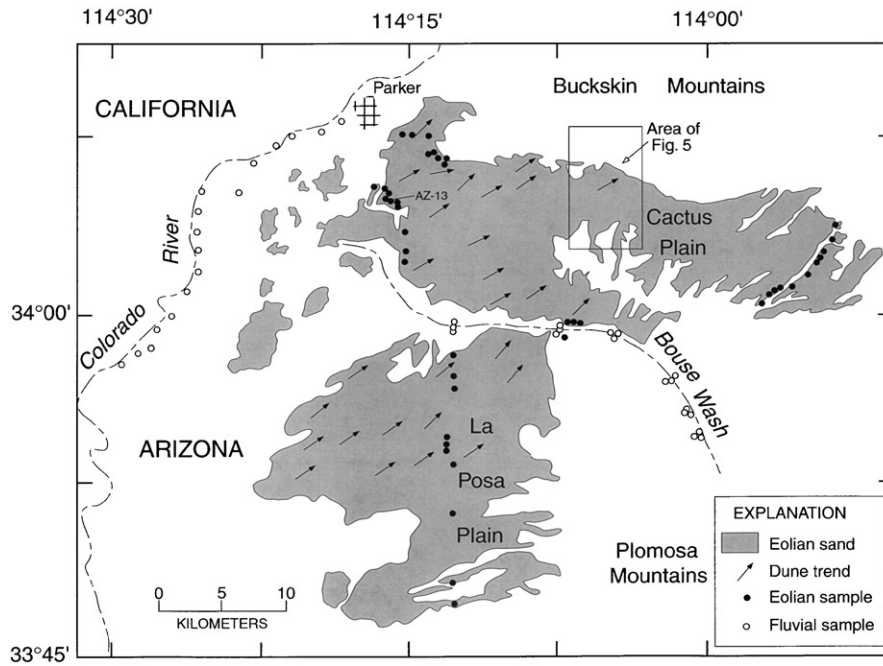 114°30' 114°15' 114°00'
CALIFORNIA
Parker
Buckskin Mountains
Area of
Fig. 5
AZ-13
Cactus
Plain
River
Colorado
34°00'
Bouse Wash
ARIZONA
La
Posa
Plain
Plomosa
Mountains
0 5 10
KILOMETERS
EXPLANATION
Eolian sand
Dune trend
Eolian sample
Fluvial sample
33°45'